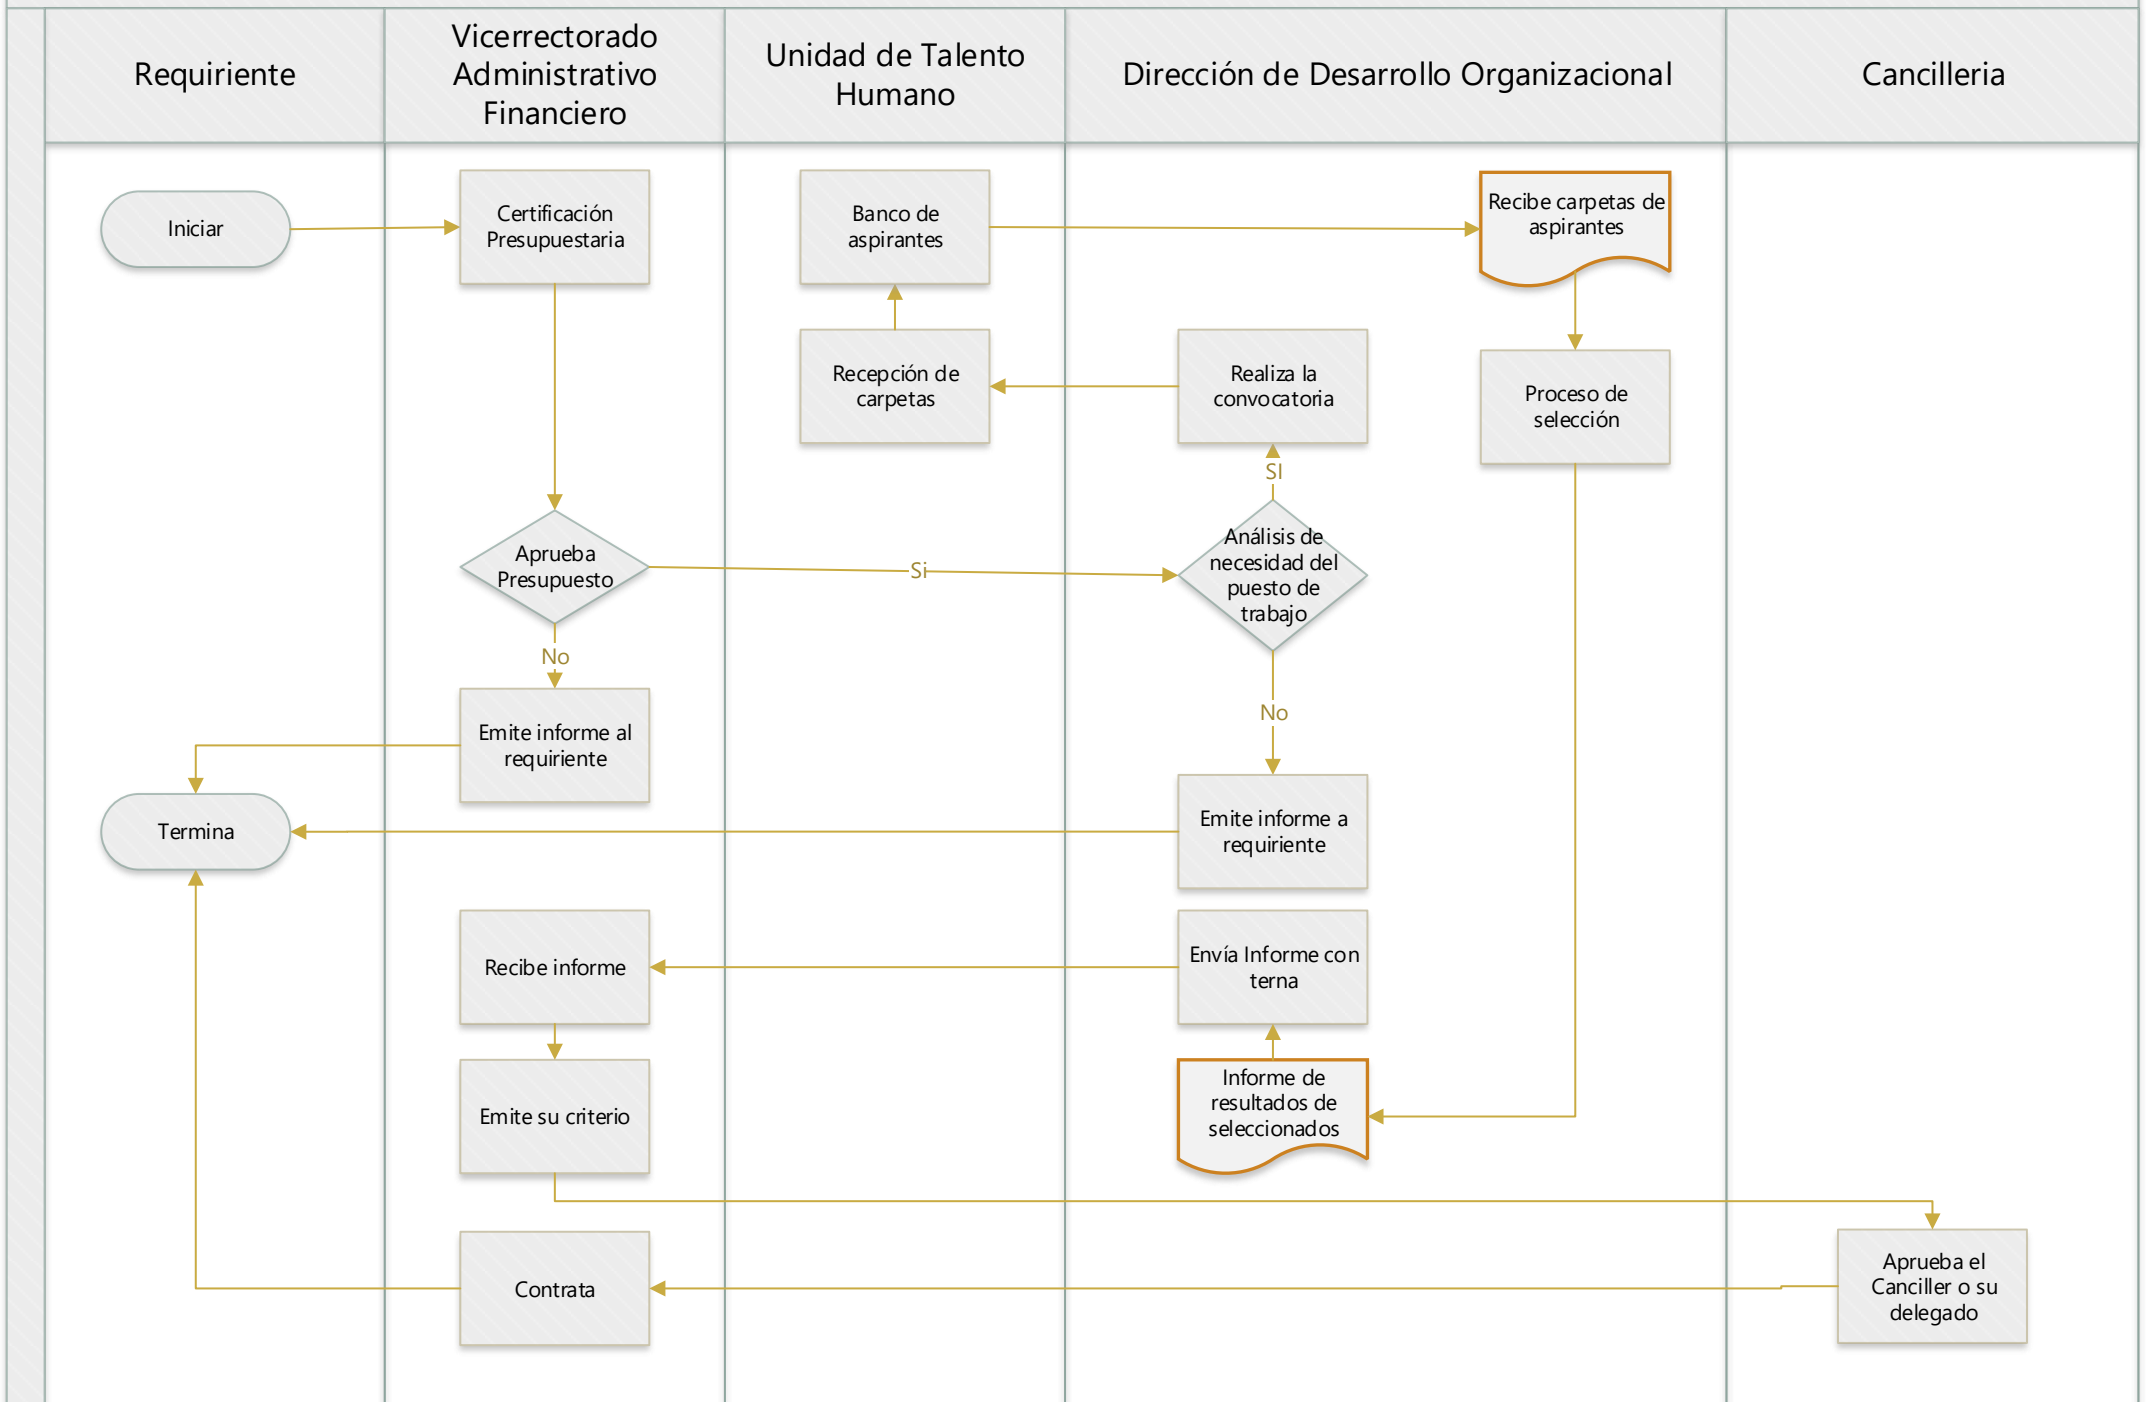 Requiriente
Vicerrectorado
Administrativo
Financiero
Unidad de Talento
Humano
Dirección de Desarrollo Organizacional
Cancilleria
Iniciar
Certificación
Presupuestaria
Banco de
aspirantes
Recibe carpetas de
aspirantes
Recepción de
carpetas
Realiza la
convocatoria
Proceso de
selección
SI
Aprueba
Presupuesto
Si
Análisis de
necesidad del
puesto de
trabajo
No
No
Emite informe al
requiriente
Termina
Emite informe a
requiriente
Recibe informe
Envía Informe con
terna
Emite su criterio
Informe de
resultados de
seleccionados
Contrata
Aprueba el
Canciller o su
delegado